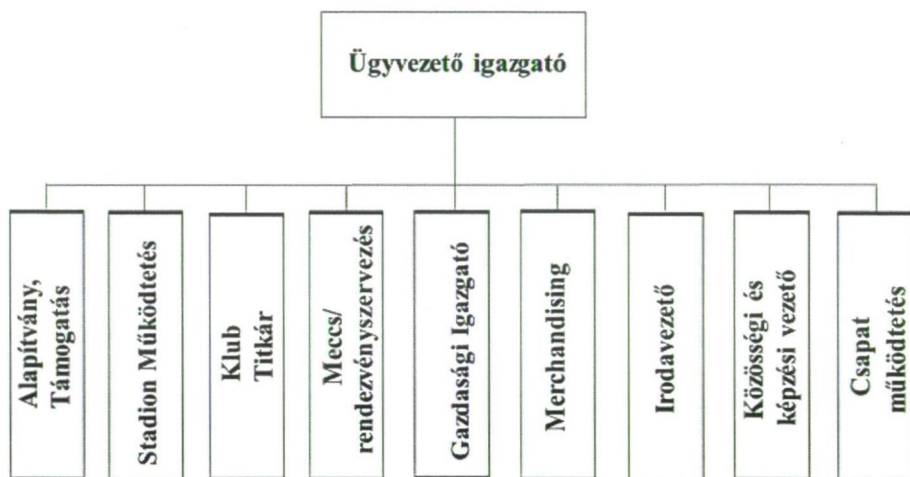 Ügyvezető igazgató
Alapítvány,
Támogatás
Stadion Működtetés
Klub
Titkár
Meccs/
rendezvényszervezés
Gazdasági Igazgató
Merchandising
Irodavezető
Közösségi és
képzési vezető
Csapat
működtetés